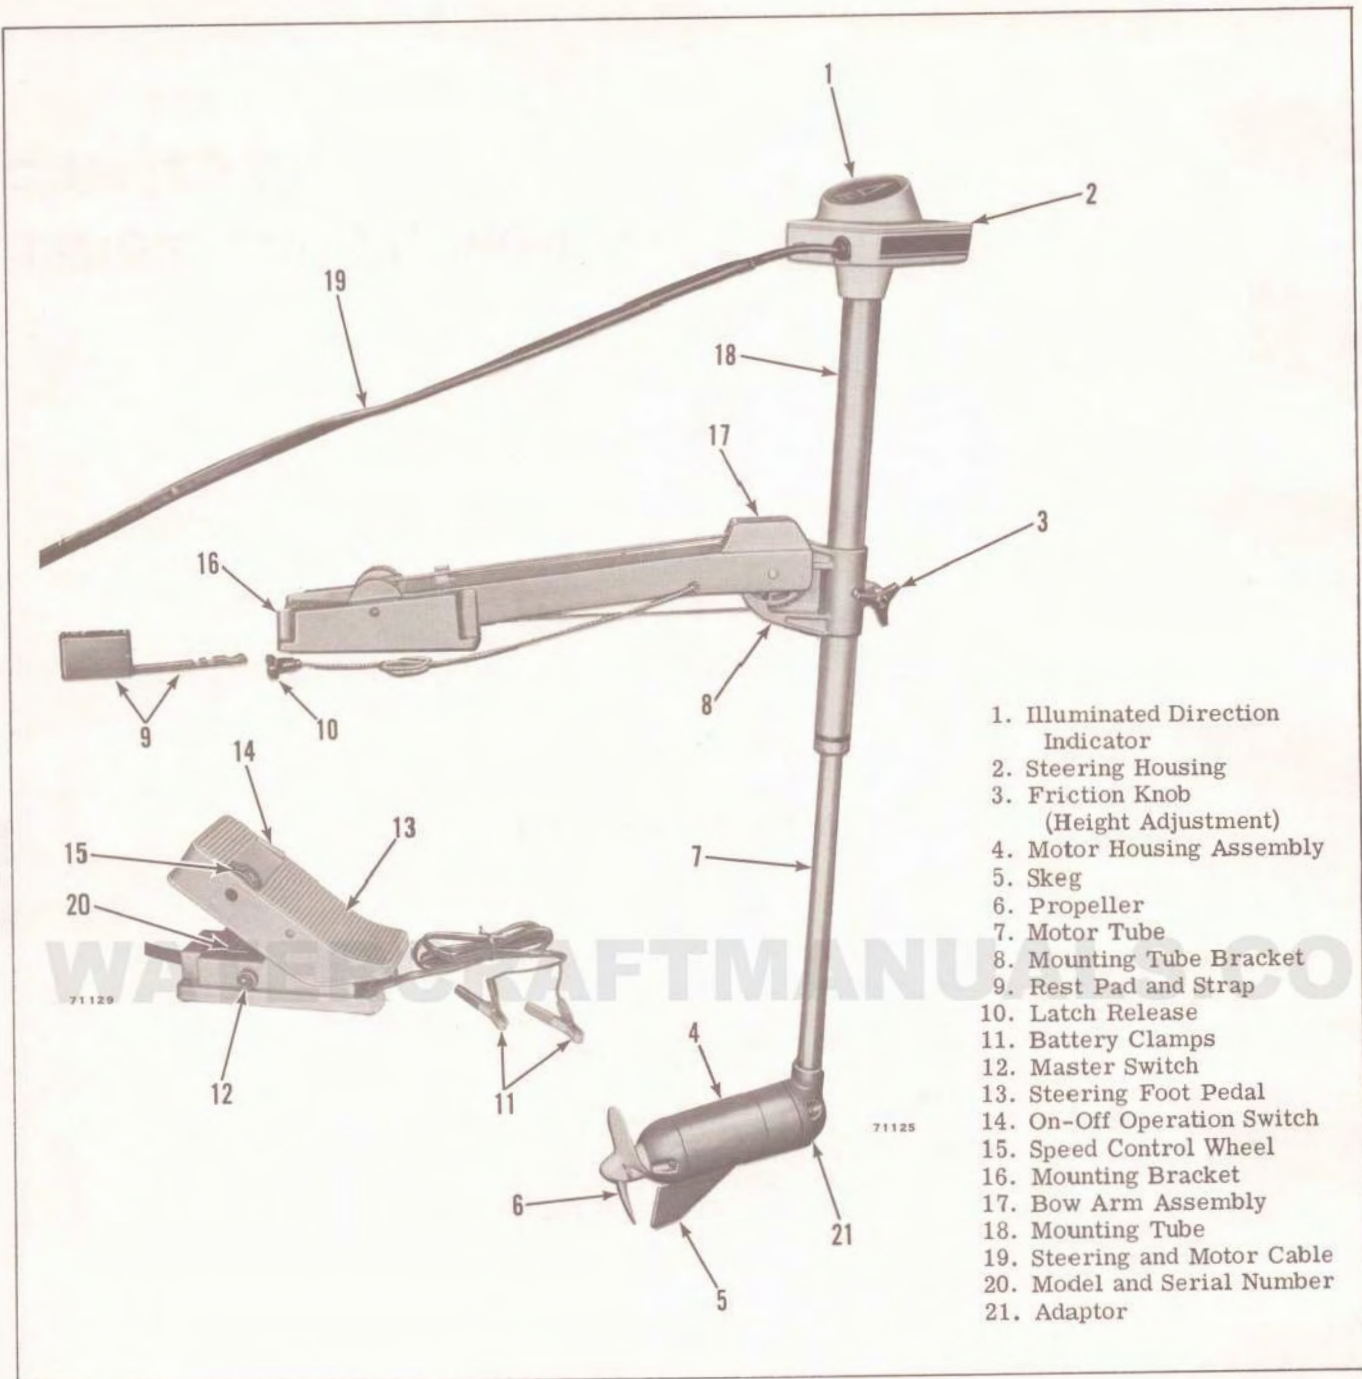 1
2
19
18
17
3
16
9
10
8
14
13
15
7
20
WATERCRAFTMANUALS.CO
71129
12
11
4
71125
6
21
5
1. Illuminated Direction
Indicator
2. Steering Housing
3. Friction Knob
(Height Adjustment)
4. Motor Housing Assembly
5. Skeg
6. Propeller
7. Motor Tube
8. Mounting Tube Bracket
9. Rest Pad and Strap
10. Latch Release
11. Battery Clamps
12. Master Switch
13. Steering Foot Pedal
14. On-Off Operation Switch
15. Speed Control Wheel
16. Mounting Bracket
17. Bow Arm Assembly
18. Mounting Tube
19. Steering and Motor Cable
20. Model and Serial Number
21. Adaptor